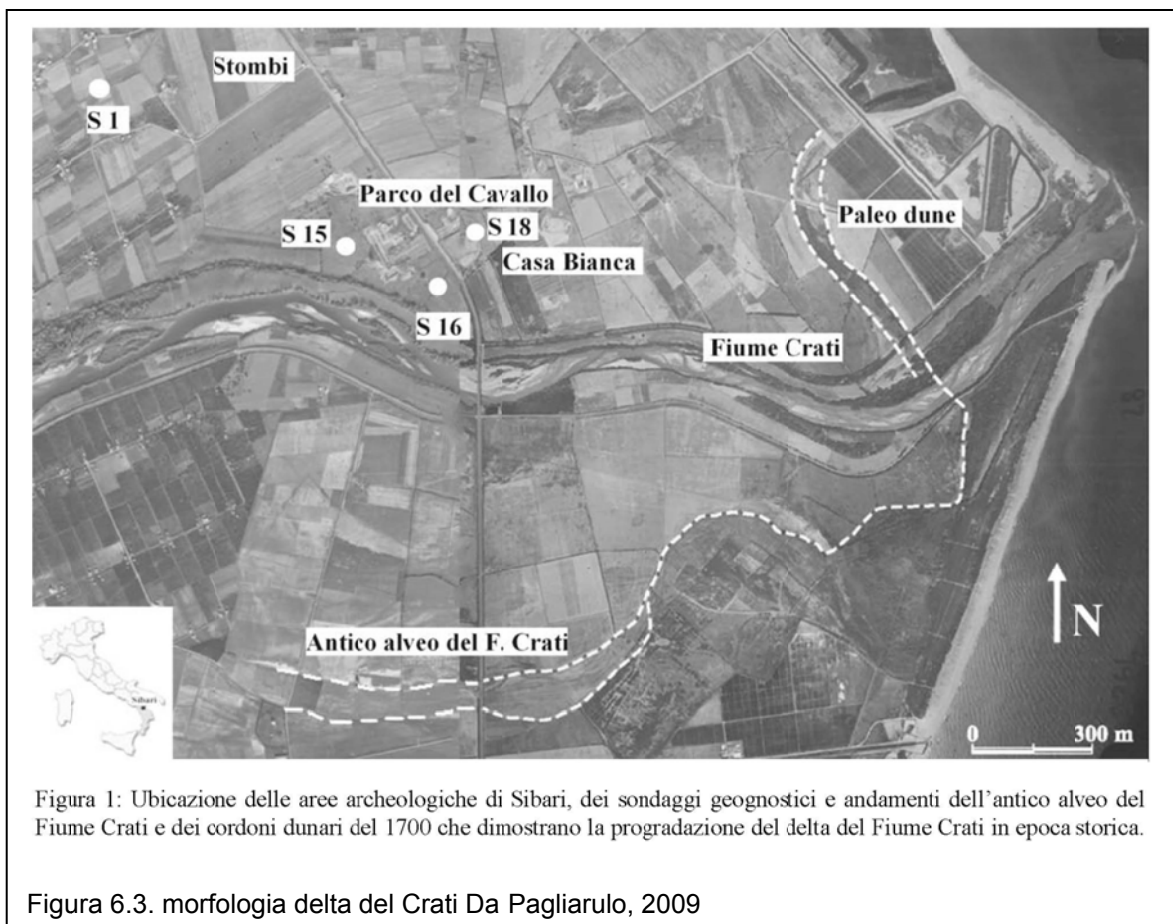 Stombi
S 1
Parco del Cavallo
S 15
S 18
Casa Bianca
S 16
Paleo dune
Fiume Crati
Antico alveo del F. Crati
N
Sibari
0 300 m
Figura 1: Ubicazione delle aree archeologiche di Sibari, dei sondaggi geognostici e andamenti dell'antico alveo del
Fiume Crati e dei cordoni dunari del 1700 che dimostrano la progradazione del delta del Fiume Crati in epoca storica.
Figura 6.3. morfologia delta del Crati Da Pagliarulo, 2009